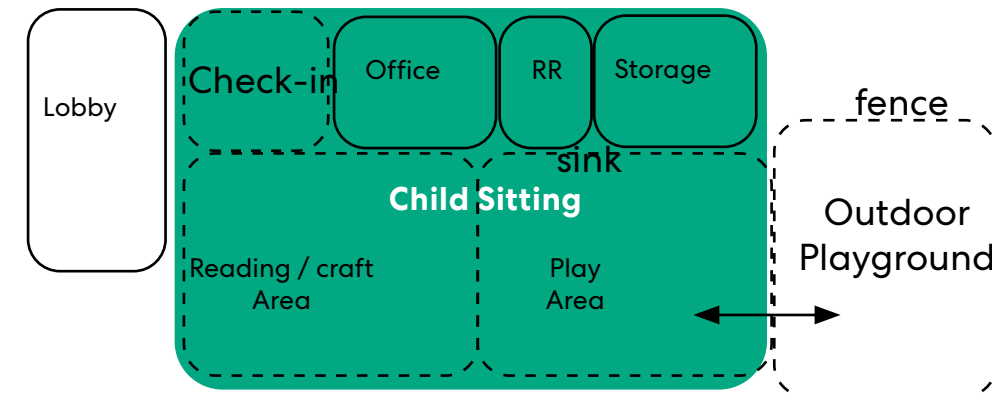 Lobby
Check-in
Office
RR
Storage
fence
sink
Child Sitting
Outdoor
Playground
Reading / craft
Area
Play
Area